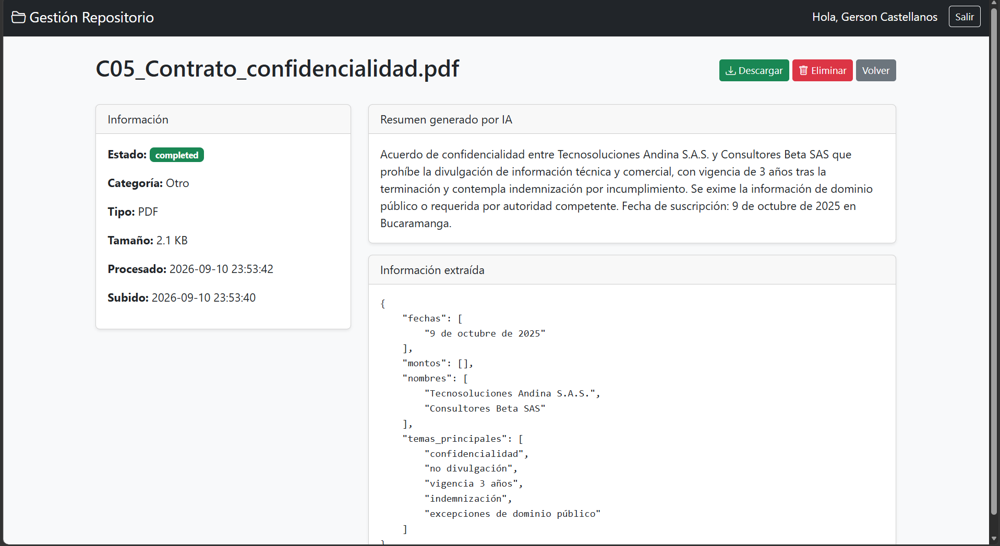 Gestión Repositorio
Hola, Gerson Castellanos
Salir
C05_Contrato_confidencialidad.pdf
Descargar
Eliminar
Volver
Información
Estado: completed
Categoría: Otro
Tipo: PDF
Tamaño: 2.1 KB
Procesado: 2026-09-10 23:53:42
Subido: 2026-09-10 23:53:40
Resumen generado por IA
Acuerdo de confidencialidad entre Tecnosoluciones Andina S.A.S. y Consultores Beta SAS que
prohíbe la divulgación de información técnica y comercial, con vigencia de 3 años tras la
terminación y contempla indemnización por incumplimiento. Se exime la información de dominio
público o requerida por autoridad competente. Fecha de suscripción: 9 de octubre de 2025 en
Bucaramanga.
Información extraída
{
    "fechas": [
        "9 de octubre de 2025"
    ],
    "montos": [],
    "nombres": [
        "Tecnosoluciones Andina S.A.S.",
        "Consultores Beta SAS"
    ],
    "temas_principales": [
        "confidencialidad",
        "no divulgación",
        "vigencia 3 años",
        "indemnización",
        "excepciones de dominio público"
    ]
}